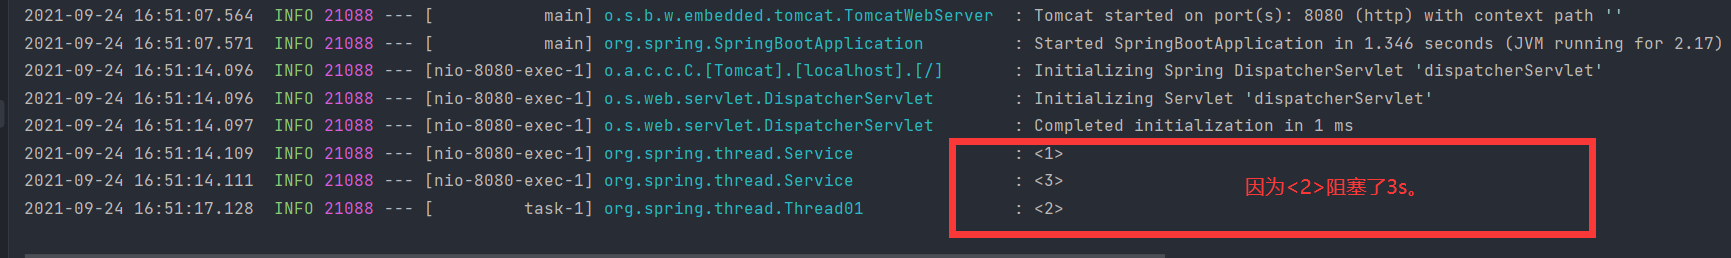 2021-09-24 16:51:07.564  INFO 21088 --- [           main] o.s.b.w.embedded.tomcat.TomcatWebServer  : Tomcat started on port(s): 8080 (http) with context path ''
2021-09-24 16:51:07.571  INFO 21088 --- [           main] org.spring.SpringBootApplication         : Started SpringBootApplication in 1.346 seconds (JVM running for 2.17)
2021-09-24 16:51:14.096  INFO 21088 --- [nio-8080-exec-1] o.a.c.c.C.[Tomcat].[localhost].[/]       : Initializing Spring DispatcherServlet 'dispatcherServlet'
2021-09-24 16:51:14.096  INFO 21088 --- [nio-8080-exec-1] o.s.web.servlet.DispatcherServlet        : Initializing Servlet 'dispatcherServlet'
2021-09-24 16:51:14.097  INFO 21088 --- [nio-8080-exec-1] o.s.web.servlet.DispatcherServlet        : Completed initialization in 1 ms
2021-09-24 16:51:14.109  INFO 21088 --- [nio-8080-exec-1] org.spring.thread.Service                : <1>
2021-09-24 16:51:14.111  INFO 21088 --- [nio-8080-exec-1] org.spring.thread.Service                : <3>
因为<2>阻塞了3s。
2021-09-24 16:51:17.128  INFO 21088 --- [         task-1] org.spring.thread.Thread01               : <2>